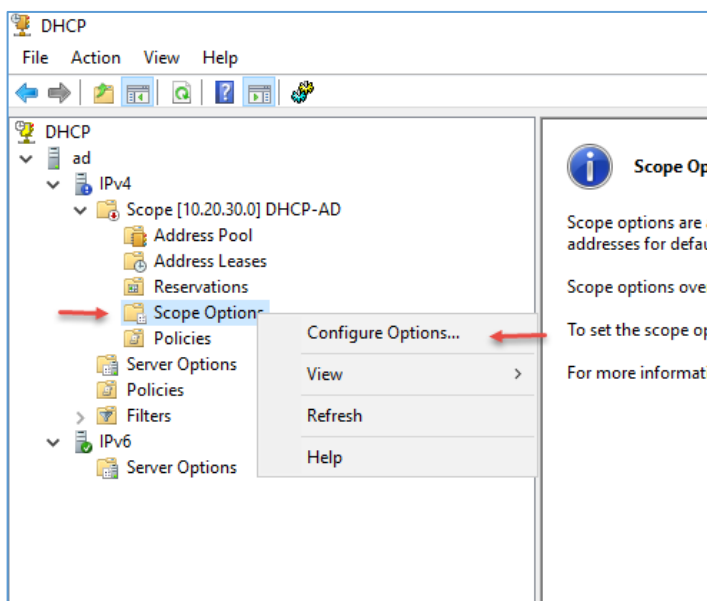 DHCP
File Action View Help
DHCP
ad
IPv4
Scope [10.20.30.0] DHCP-AD
Address Pool
Address Leases
Reservations
Scope Options
Policies
Server Options
Policies
Filters
IPv6
Server Options
Configure Options...
View
Refresh
Help
Scope Op
Scope options are
addresses for defau
Scope options ove
To set the scope op
For more informat